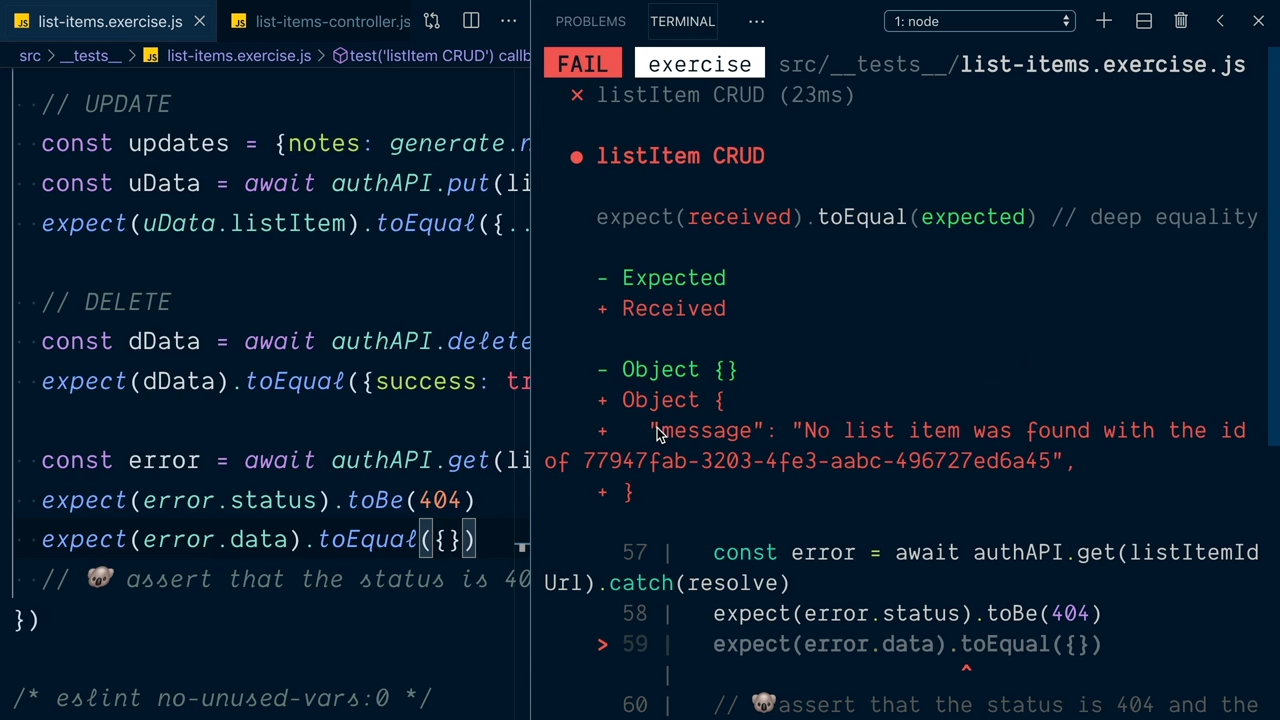 JS list-items.exercise.js
JS list-items-controller.js
src > __tests__ > JS list-items.exercise.js > test('listItem CRUD') callb
// UPDATE
const updates = {notes: generate.n
const uData = await authAPI.put(li
expect(uData.listItem).toEqual({..
// DELETE
const dData = await authAPI.delete
expect(dData).toEqual({success: tr
const error = await authAPI.get(li
expect(error.status).toBe(404)
expect(error.data).toEqual({})
// 🐨 assert that the status is 40
})
/* eslint no-unused-vars:0 */
PROBLEMS TERMINAL ··· 1: node
FAIL exercise src/__tests__/list-items.exercise.js
✕ listItem CRUD (23ms)
● listItem CRUD
expect(received).toEqual(expected) // deep equality
- Expected
+ Received
- Object {}
+ Object {
+ "message": "No list item was found with the id
of 77947fab-3203-4fe3-aabc-496727ed6a45",
+ }
57 | const error = await authAPI.get(listItemId
Url).catch(resolve)
58 | expect(error.status).toBe(404)
> 59 | expect(error.data).toEqual({})
| ^
60 | // 🐨assert that the status is 404 and the